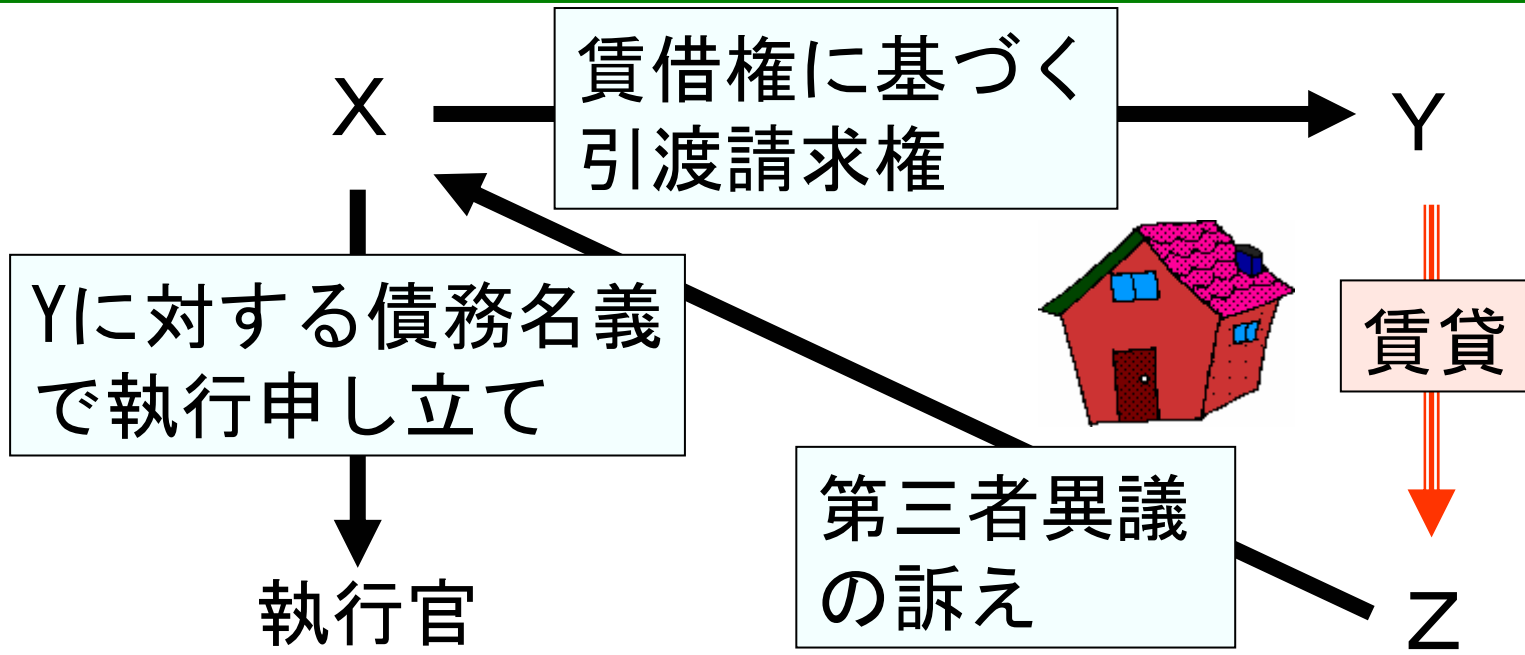 X
賃借権に基づく
引渡請求権
Y
Yに対する債務名義
で執行申し立て
賃貸
第三者異議
の訴え
執行官
Z